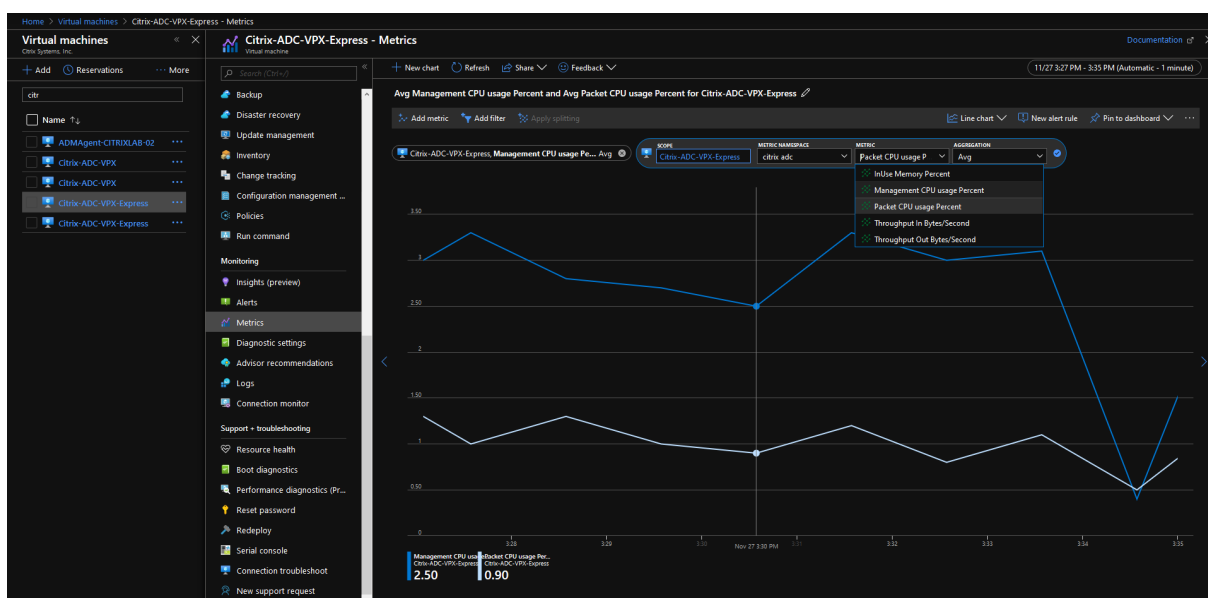 Home > Virtual machines > Citrix-ADC-VPX-Express - Metrics
Virtual machines
Citrix Systems, Inc.
Add
Reservations
More
citr
Name ↑↓
ADMAgent-CITRIXLAB-02
Citrix-ADC-VPX
Citrix-ADC-VPX
Citrix-ADC-VPX-Express
Citrix-ADC-VPX-Express
Citrix-ADC-VPX-Express - Metrics
Virtual machine
Documentation
Search (Ctrl+/)
Backup
Disaster recovery
Update management
Inventory
Change tracking
Configuration management ...
Policies
Run command
Monitoring
Insights (preview)
Alerts
Metrics
Diagnostic settings
Advisor recommendations
Logs
Connection monitor
Support + troubleshooting
Resource health
Boot diagnostics
Performance diagnostics (Pr...
Reset password
Redeploy
Serial console
Connection troubleshoot
New support request
New chart
Refresh
Share
Feedback
11/27 3:27 PM - 3:35 PM (Automatic - 1 minute)
Avg Management CPU usage Percent and Avg Packet CPU usage Percent for Citrix-ADC-VPX-Express
Add metric
Add filter
Apply splitting
Line chart
New alert rule
Pin to dashboard
Citrix-ADC-VPX-Express, Management CPU usage Pe... Avg
SCOPE
Citrix-ADC-VPX-Express
METRIC NAMESPACE
citrix adc
METRIC
Packet CPU usage P
AGGREGATION
Avg
InUse Memory Percent
Management CPU usage Percent
Packet CPU usage Percent
Throughput In Bytes/Second
Throughput Out Bytes/Second
3.50
3
2.50
2
1.50
1
0.50
0
3:28
3:29
3:30
Nov 27 3:30 PM
3:31
3:32
3:33
3:34
3:35
Management CPU usa
Citrix-ADC-VPX-Express
2.50
Packet CPU usage Per...
Citrix-ADC-VPX-Express
0.90